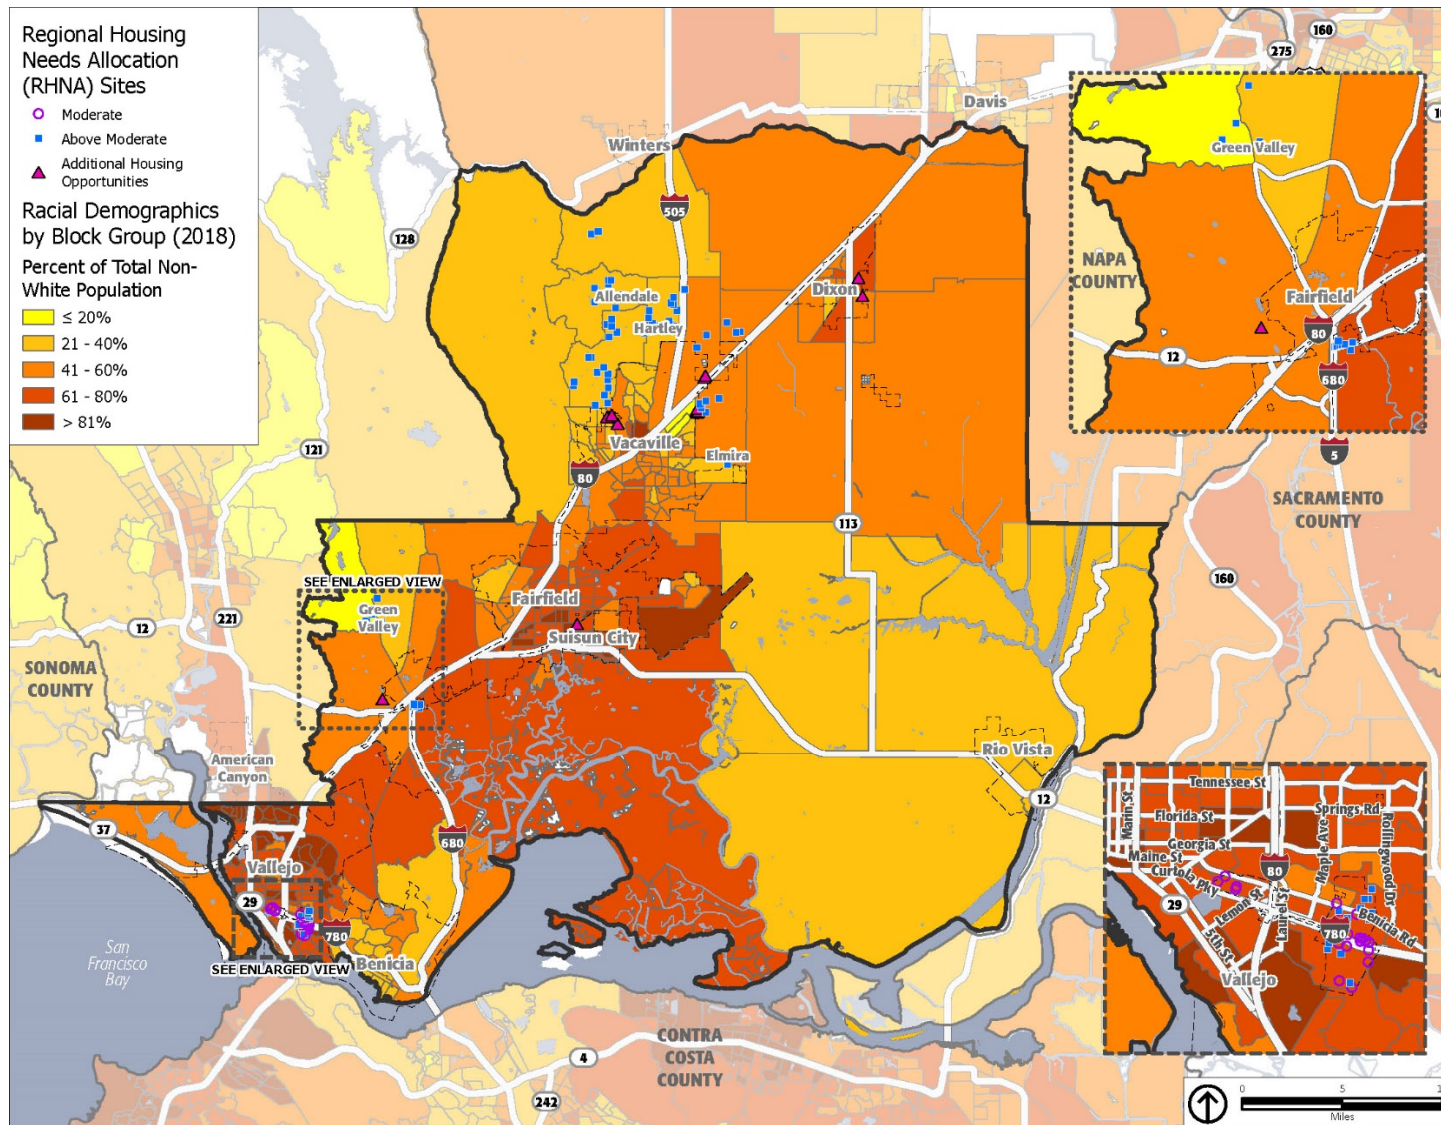 Regional Housing
Needs Allocation
(RHNA) Sites
Moderate
Above Moderate
Additional Housing
Opportunities
Racial Demographics
by Block Group (2018)
Percent of Total Non-
White Population
≤ 20%
21 - 40%
41 - 60%
61 - 80%
> 81%
160
275
Davis
Winters
505
128
Allendale
Hartley
Dixon
Vacaville
Elmira
80
121
113
SEE ENLARGED VIEW
Green
Valley
Fairfield
Suisun City
221
12
SONOMA
COUNTY
American
Canyon
Rio Vista
12
160
5
SACRAMENTO
COUNTY
37
680
Vallejo
29
780
SEE ENLARGED VIEW
Benicia
San
Francisco
Bay
CONTRA
COSTA
COUNTY
4
242
Green Valley
NAPA
COUNTY
Fairfield
80
12
680
Tennessee St
Marin St
Florida St
Springs Rd
Georgia St
Maple Ave
Rollingwood Dr
Maine St
Curtola Pky
80
29
Lemon St
Laurel St
5th St
780
Benicia Rd
Vallejo
0
5
Miles